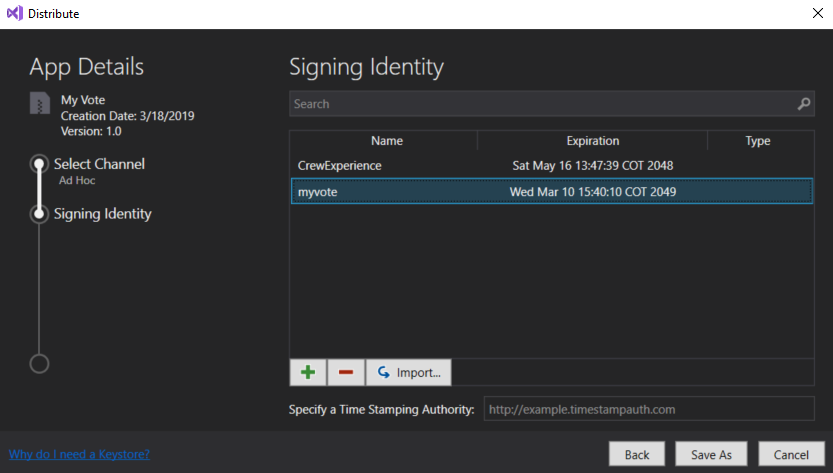 Distribute
App Details
My Vote
Creation Date: 3/18/2019
Version: 1.0
Select Channel
Ad Hoc
Signing Identity
Signing Identity
Search
Name Expiration Type
CrewExperience Sat May 16 13:47:39 COT 2048
myvote Wed Mar 10 15:40:10 COT 2049
Import...
Specify a Time Stamping Authority: http://example.timestampauth.com
Why do I need a Keystore?
Back Save As Cancel